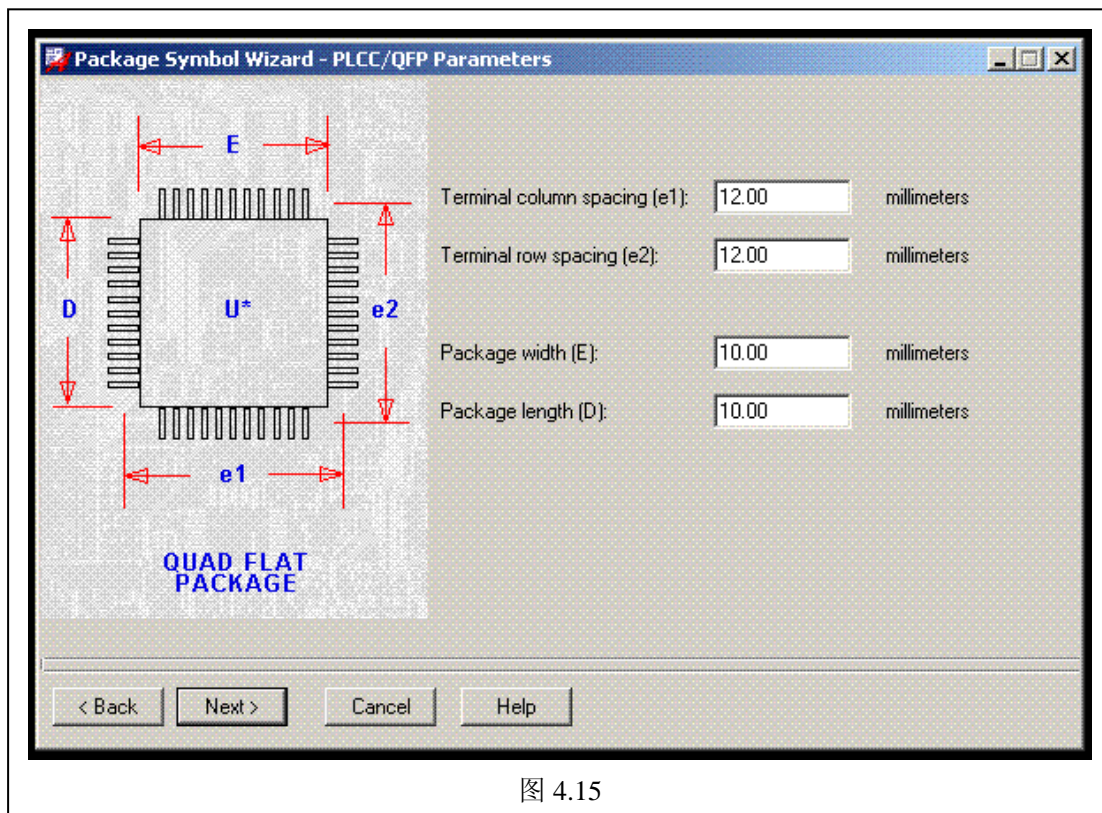 Package Symbol Wizard - PLCC/QFP Parameters
E
D
U*
e2
e1
QUAD FLAT
PACKAGE
Terminal column spacing (e1): 12.00 millimeters
Terminal row spacing (e2): 12.00 millimeters
Package width (E): 10.00 millimeters
Package length (D): 10.00 millimeters
< Back Next > Cancel Help
图 4.15